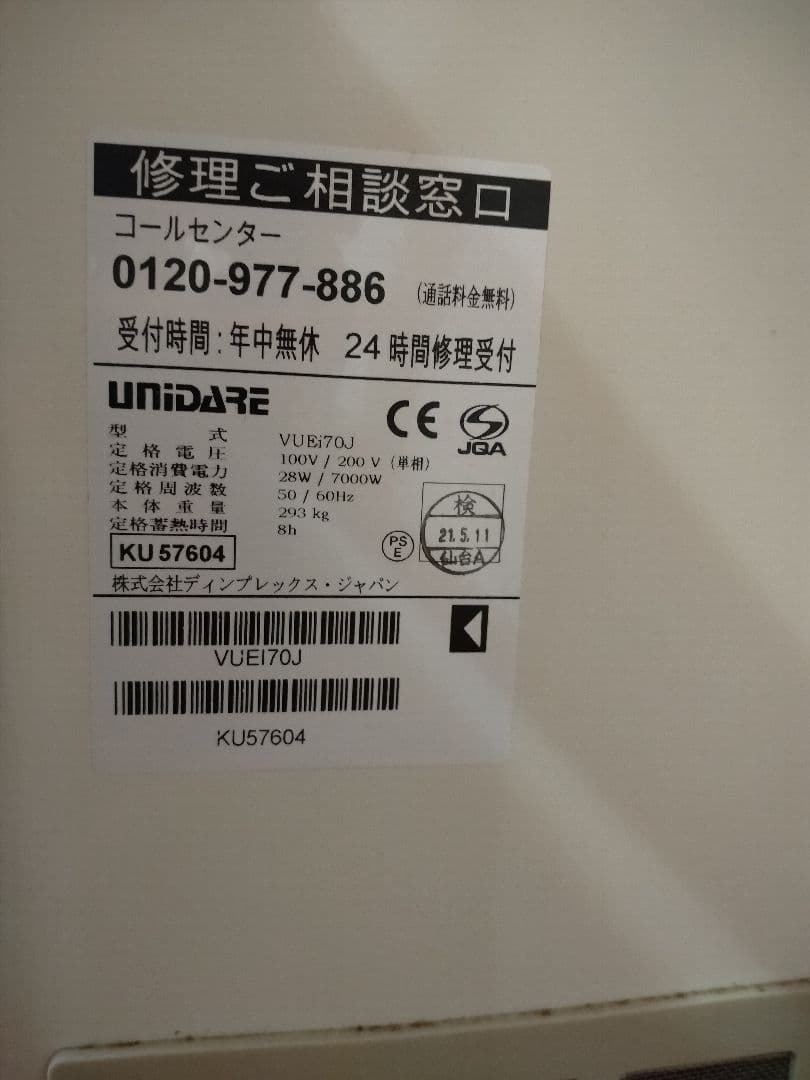 修理ご相談窓口
コールセンター
0120-977-886 (通話料金無料)
受付時間:年中無休 24時間修理受付
UNiDARE CE JQA
型式 VUEi70J
定格電圧 100V / 200 V (単相)
定格消費電力 28W / 7000W
定格周波数 50 / 60Hz
本体重量 293 kg
定格蓄熱時間 8h
KU 57604
PS
E
検
21.5.11
仙台A
株式会社ディンプレックス・ジャパン
VUEI70J
KU57604